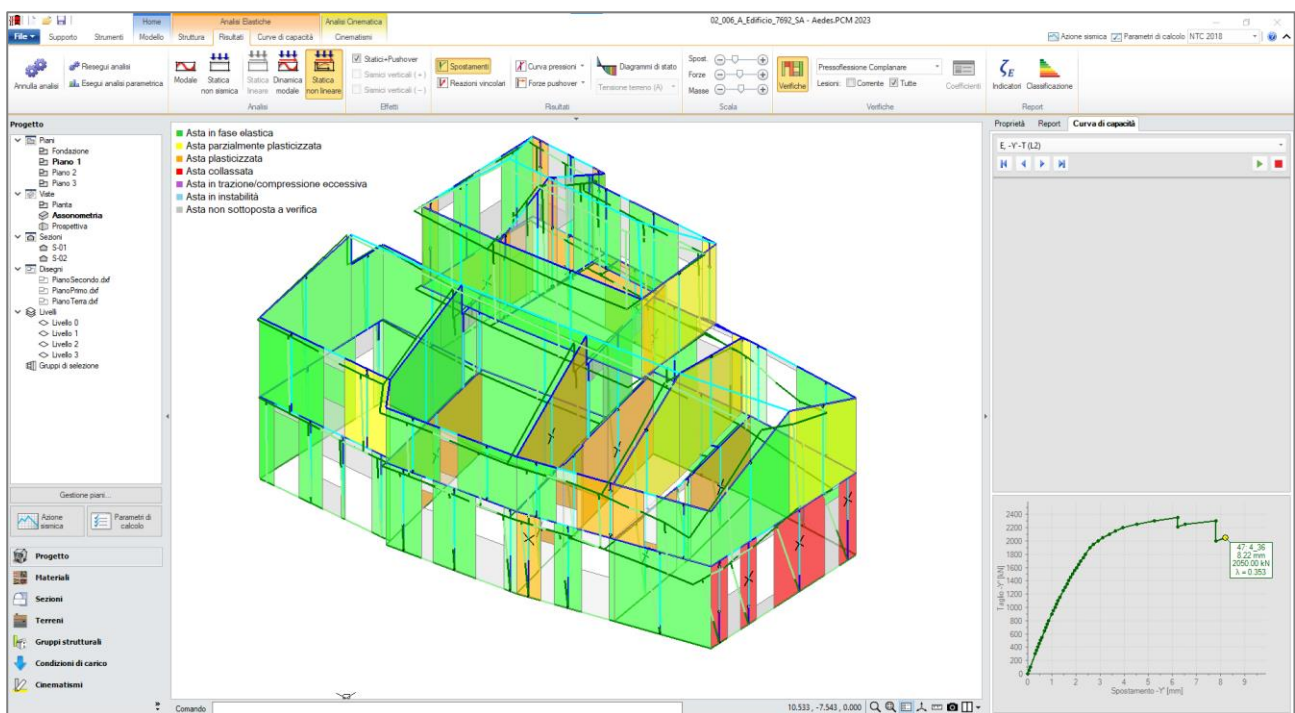 Home
Analisi Elastiche
Analisi Cinematica
02_006_A_Edificio_7692_SA - Aedes.PCM 2023
File
Supporto
Strumenti
Modello
Struttura
Risultati
Curve di capacità
Cinematismi
Azione sismica
Parametri di calcolo
NTC 2018
Annulla analisi
Riesegui analisi
Esegui analisi parametrica
Modale
Statica non sismica
Statica lineare
Dinamica modale
Statica non lineare
Analisi
Statici+Pushover
Sismici verticali (+)
Sismici verticali (-)
Effetti
Spostamenti
Reazioni vincolari
Curva pressioni
Forze pushover
Diagrammi di stato
Tensione terreno (A)
Risultati
Spost.
Forze
Masse
Scala
Verifiche
Pressoflessione Complanare
Lesioni:
Corrente
Tutte
Coefficienti
Verifiche
Indicatori
Classificazione
Report
Progetto
Piani
Fondazione
Piano 1
Piano 2
Piano 3
Viste
Pianta
Assonometria
Prospettiva
Sezioni
S-01
S-02
Disegni
PianoSecondo.dxf
PianoPrimo.dxf
PianoTerra.dxf
Livelli
Livello 0
Livello 1
Livello 2
Livello 3
Gruppi di selezione
Gestione piani...
Azione sismica
Parametri di calcolo
Progetto
Materiali
Sezioni
Terreni
Gruppi strutturali
Condizioni di carico
Cinematismi
Asta in fase elastica
Asta parzialmente plasticizzata
Asta plasticizzata
Asta collassata
Asta in trazione/compressione eccessiva
Asta in instabilità
Asta non sottoposta a verifica
Comando
10.533 , -7.543 , 0.000
Proprietà
Report
Curva di capacità
E, -Y'-T (L2)
2400
2200
2000
1800
1600
1400
1200
1000
800
600
400
200
0
Taglio -Y' [kN]
47: 4_36
8.22 mm
2050.00 kN
λ = 0.353
0 1 2 3 4 5 6 7 8 9
Spostamento -Y' [mm]